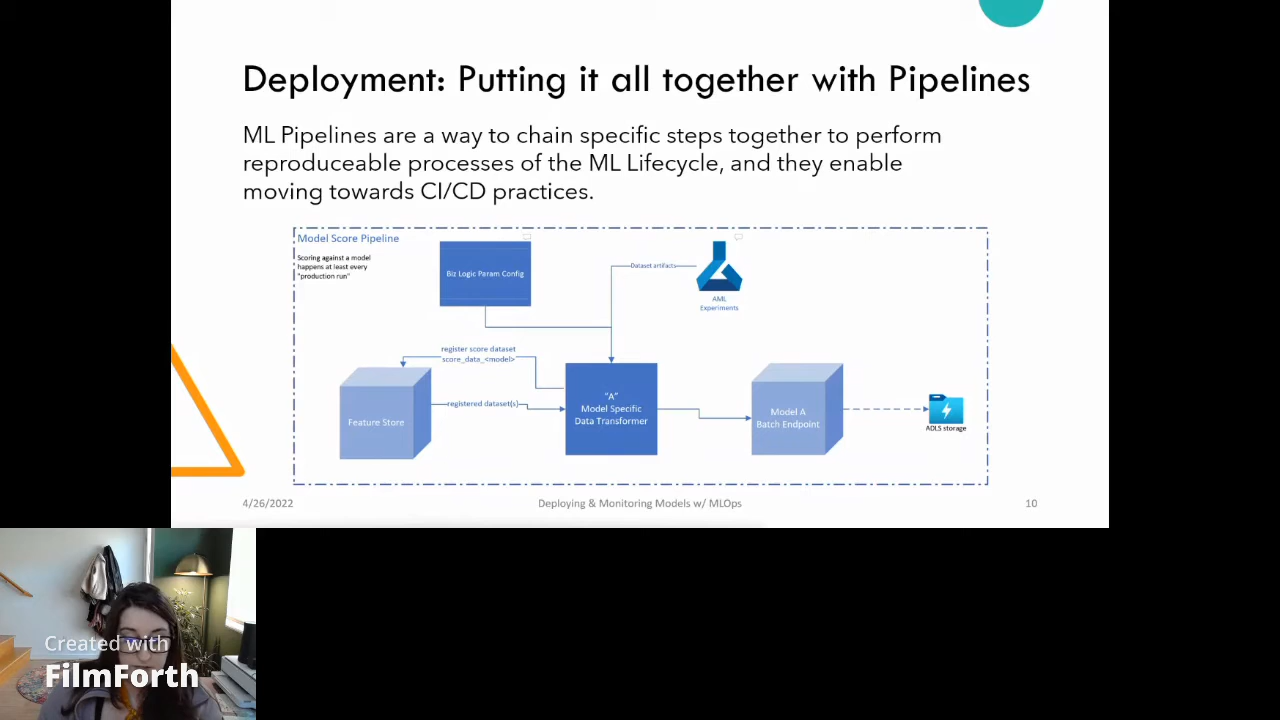 Deployment: Putting it all together with Pipelines
ML Pipelines are a way to chain specific steps together to perform
reproduceable processes of the ML Lifecycle, and they enable
moving towards CI/CD practices.
Model Score Pipeline
Scoring against a model
happens at least every
"production run"
Biz Logic Param Config
Dataset artifacts
AML
Experiments
register score dataset
score_data_<model>
registered dataset(s)
Feature Store
"A"
Model Specific
Data Transformer
Model A
Batch Endpoint
ADLS storage
4/26/2022
Deploying & Monitoring Models w/ MLOps
10
Created with
FilmForth